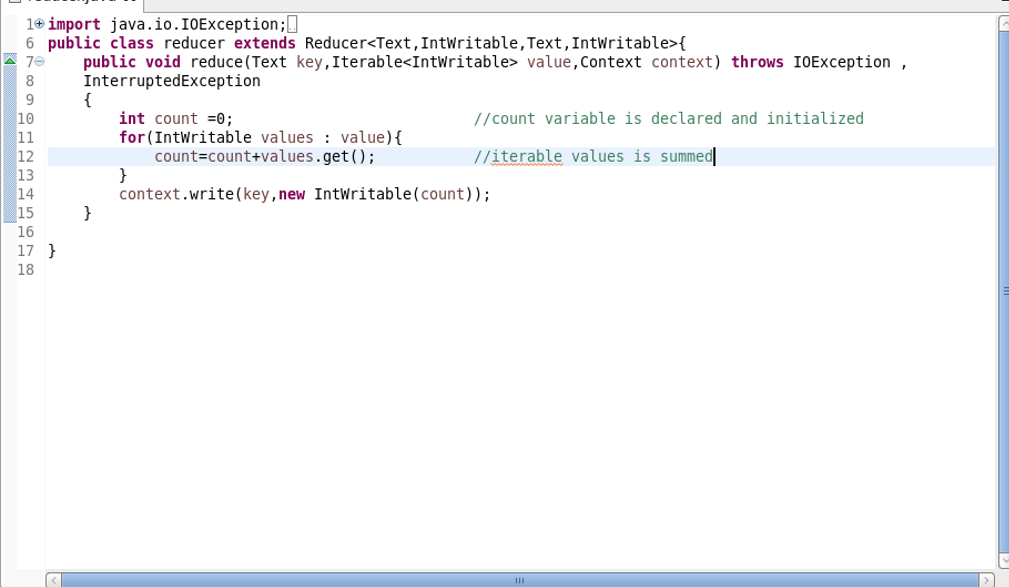 1 import java.io.IOException;
6 public class reducer extends Reducer<Text,IntWritable,Text,IntWritable>{
7 public void reduce(Text key,Iterable<IntWritable> value,Context context) throws IOException ,
8 InterruptedException
9 {
10 int count =0; //count variable is declared and initialized
11 for(IntWritable values : value){
12 count=count+values.get(); //iterable values is summed
13 }
14 context.write(key,new IntWritable(count));
15 }
16
17 }
18